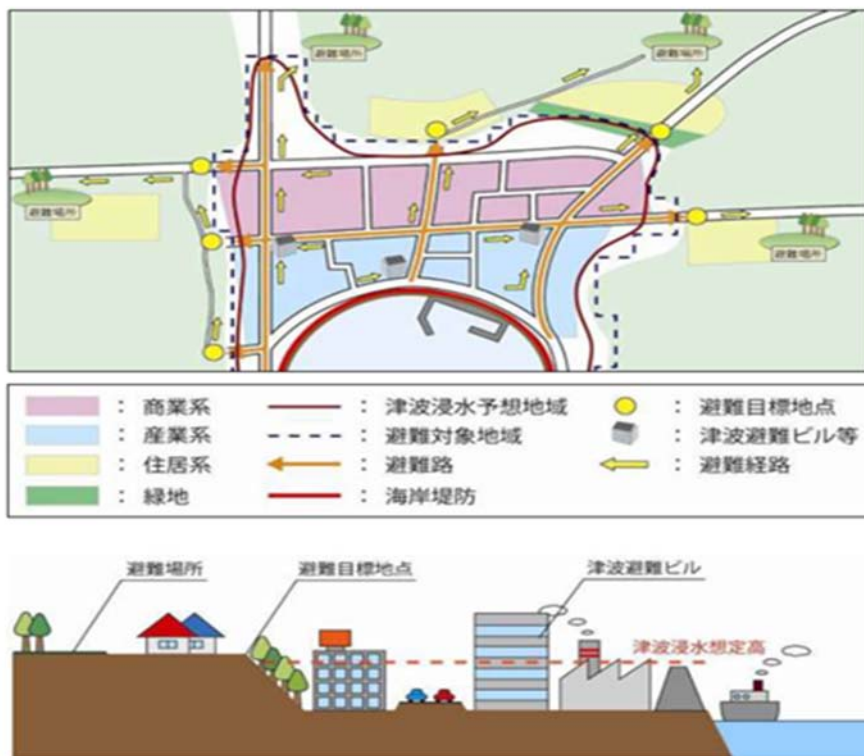 避難場所
避難場所
避難場所
避難場所
：商業系
：津波浸水予想地域
：避難目標地点
：産業系
：避難対象地域
：津波避難ビル等
：住居系
：避難路
：避難経路
：緑地
：海岸堤防
避難場所
避難目標地点
津波避難ビル
津波浸水想定高